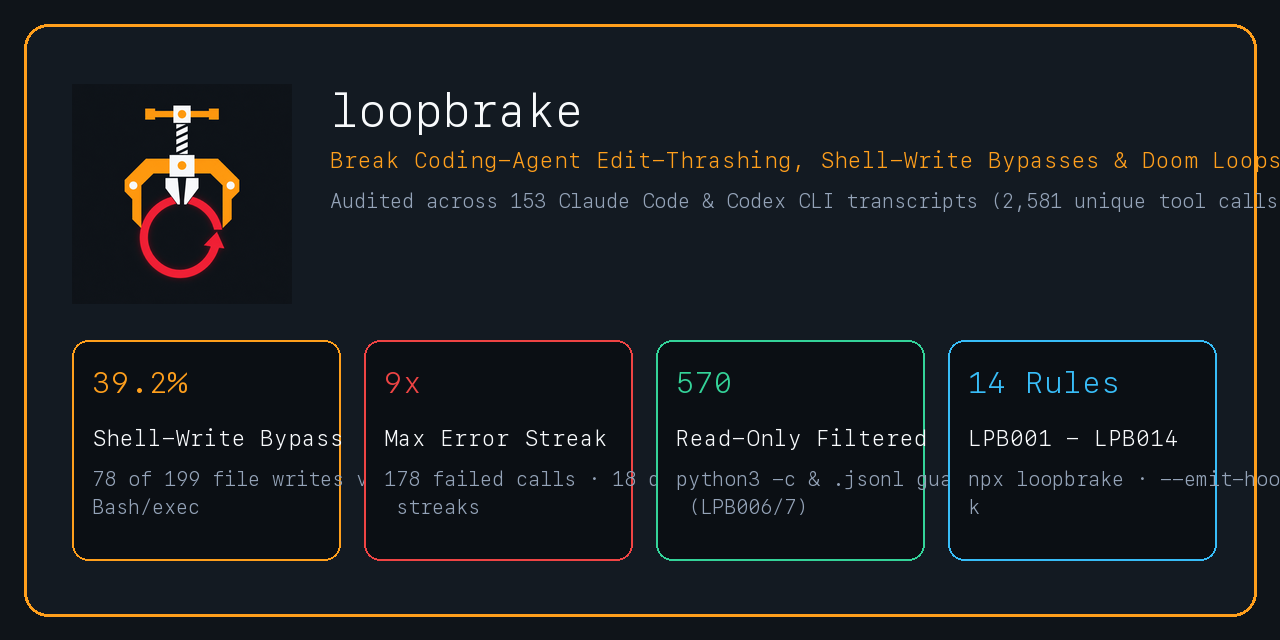 loopbrake
Break Coding-Agent Edit-Thrashing, Shell-Write Bypasses & Doom Loops
Audited across 153 Claude Code & Codex CLI transcripts (2,581 unique tool calls
39.2%
Shell-Write Bypass
78 of 199 file writes v
Bash/exec
9x
Max Error Streak
178 failed calls · 18 d
streaks
570
Read-Only Filtered
python3 -c & .jsonl gua
(LPB006/7)
14 Rules
LPB001 - LPB014
npx loopbrake · --emit-hoo
k